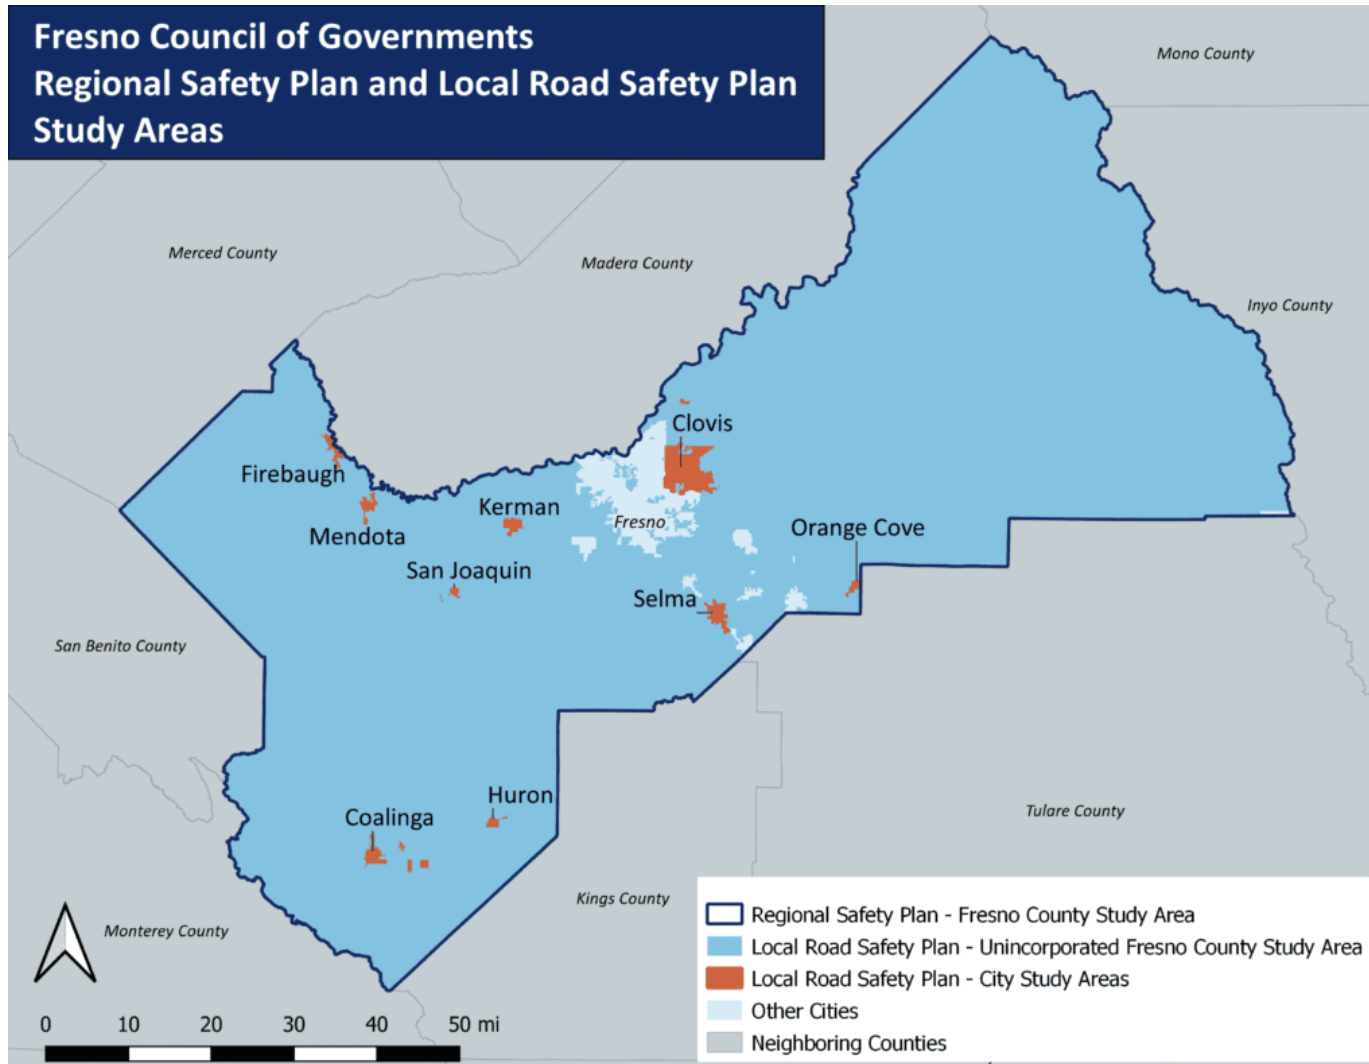 Fresno Council of Governments
Regional Safety Plan and Local Road Safety Plan
Study Areas
Mono County
Merced County
Madera County
Inyo County
Clovis
Firebaugh
Kerman
Fresno
Mendota
Orange Cove
San Joaquin
Selma
San Benito County
Huron
Coalinga
Tulare County
Kings County
Monterey County
Regional Safety Plan - Fresno County Study Area
Local Road Safety Plan - Unincorporated Fresno County Study Area
Local Road Safety Plan - City Study Areas
Other Cities
Neighboring Counties
0 10 20 30 40 50 mi